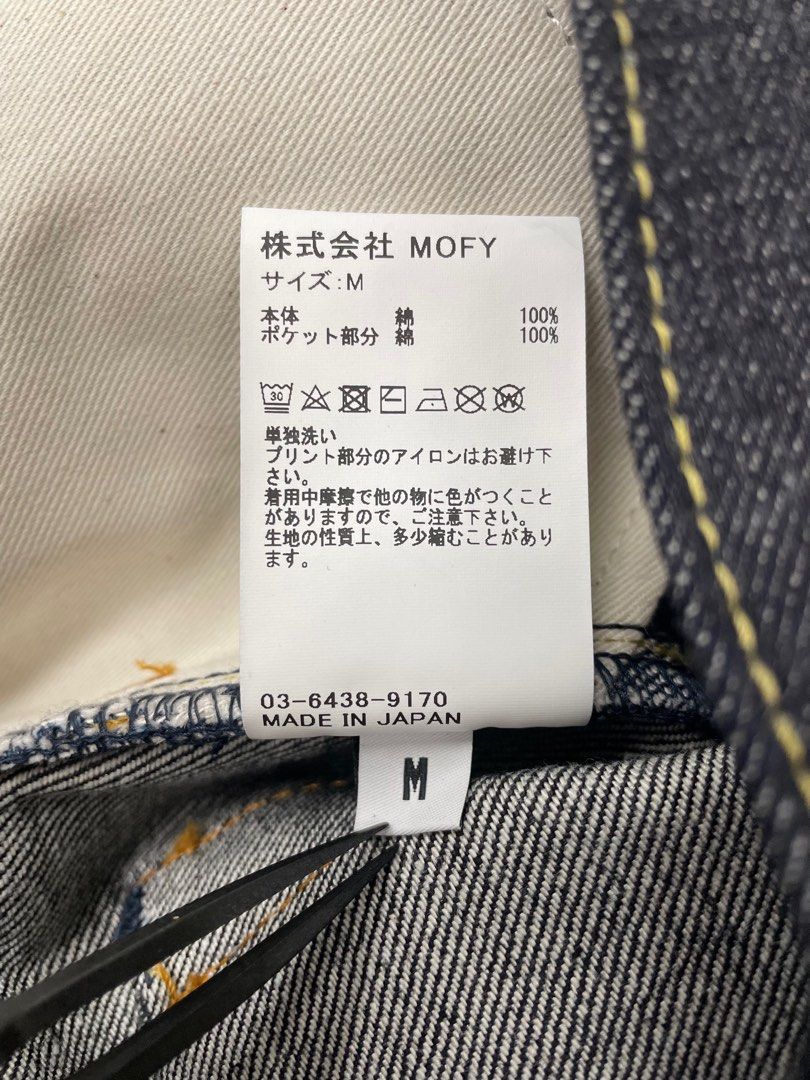 株式会社 MOFY
サイズ:M
本体 綿 100%
ポケット部分 綿 100%
30 W
単独洗い
プリント部分のアイロンはお避け下
さい。
着用中摩擦で他の物に色がつくこと
がありますので、ご注意下さい。
生地の性質上、多少縮むことがあり
ます。
03-6438-9170
MADE IN JAPAN
M